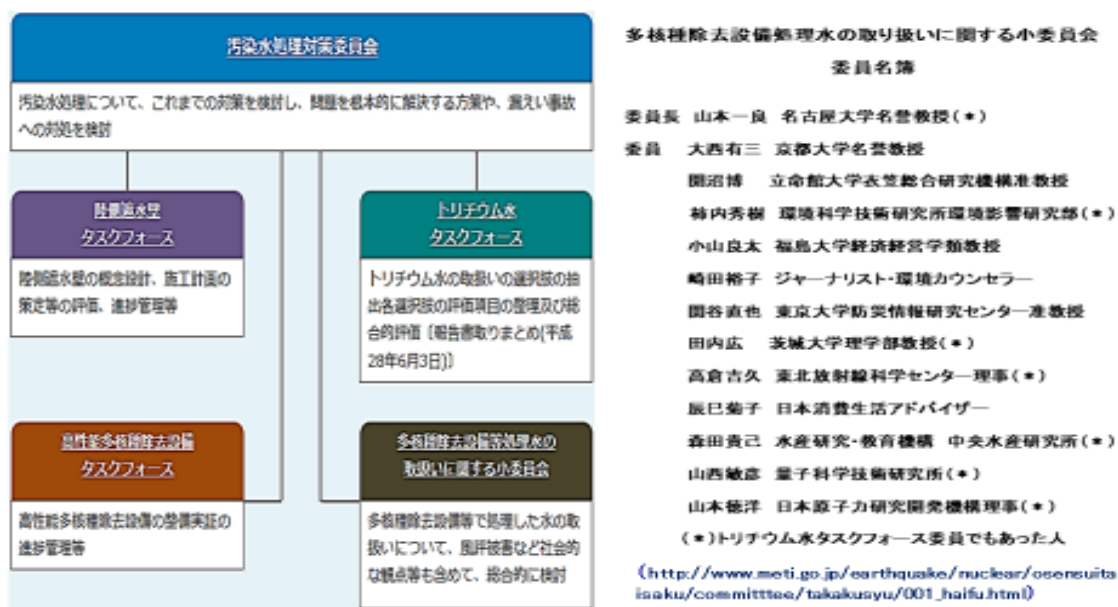 汚染水処理対策委員会
汚染水処理について、これまでの対策を検討し、問題を根本的に解決する方策や、漏えい事故
への対処を検討
陸側遮水壁
タスクフォース
陸側遮水壁の概念設計、施工計画の
策定等の評価、進捗管理等
トリチウム水
タスクフォース
トリチウム水の取扱いの選択肢の抽
出各選択肢の評価項目の整理及び総
合的評価〔報告書取りまとめ(平成
28年6月3日)〕
高性能多核種除去設備
タスクフォース
高性能多核種除去設備の整備実証の
進捗管理等
多核種除去設備等処理水の
取扱いに関する小委員会
多核種除去設備等で処理した水の取
扱いについて、風評被害など社会的
な観点等も含めて、総合的に検討
多核種除去設備処理水の取り扱いに関する小委員会
委員名簿
委員長 山本一良 名古屋大学名誉教授(*)
委員 大西有三 京都大学名誉教授
開沼博 立命館大学衣笠総合研究機構准教授
柿内秀樹 環境科学技術研究所環境影響研究部(*)
小山良太 福島大学経済経営学類教授
崎田裕子 ジャーナリスト・環境カウンセラー
関谷直也 東京大学防災情報研究センター准教授
田内広 茨城大学理学部教授(*)
高倉吉久 東北放射線科学センター理事(*)
辰巳菊子 日本消費生活アドバイザー
森田貴己 水産研究・教育機構 中央水産研究所(*)
山西敏彦 量子科学技術研究所(*)
山本徳洋 日本原子力研究開発機構理事(*)
(*)トリチウム水タスクフォース委員でもあった人
(http://www.meti.go.jp/earthquake/nuclear/osensuita
isaku/committtee/takakusyu/001_haifu.html)